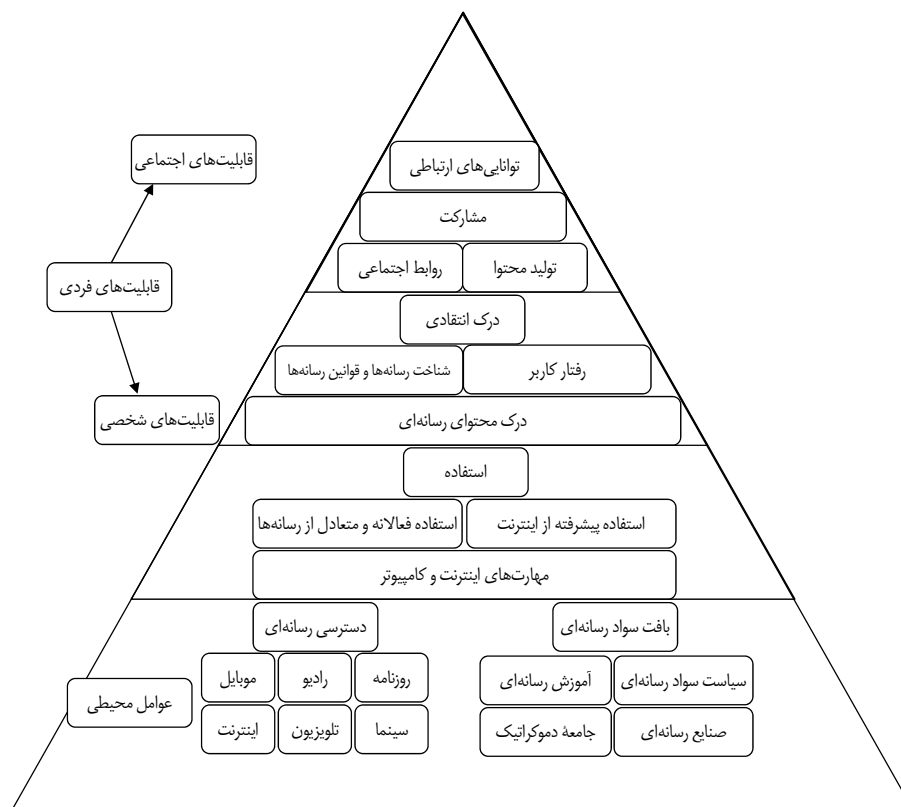 توانایی‌های ارتباطی
قابلیت‌های اجتماعی
مشارکت
تولید محتوا
روابط اجتماعی
قابلیت‌های فردی
درک انتقادی
رفتار کاربر
شناخت رسانه‌ها و قوانین رسانه‌ها
درک محتوای رسانه‌ای
قابلیت‌های شخصی
استفاده
استفاده پیشرفته از اینترنت
استفاده فعالانه و متعادل از رسانه‌ها
مهارت‌های اینترنت و کامپیوتر
بافت سواد رسانه‌ای
دسترسی رسانه‌ای
سیاست سواد رسانه‌ای
آموزش رسانه‌ای
روزنامه
رادیو
موبایل
عوامل محیطی
صنایع رسانه‌ای
جامعهٔ دموکراتیک
سینما
تلویزیون
اینترنت